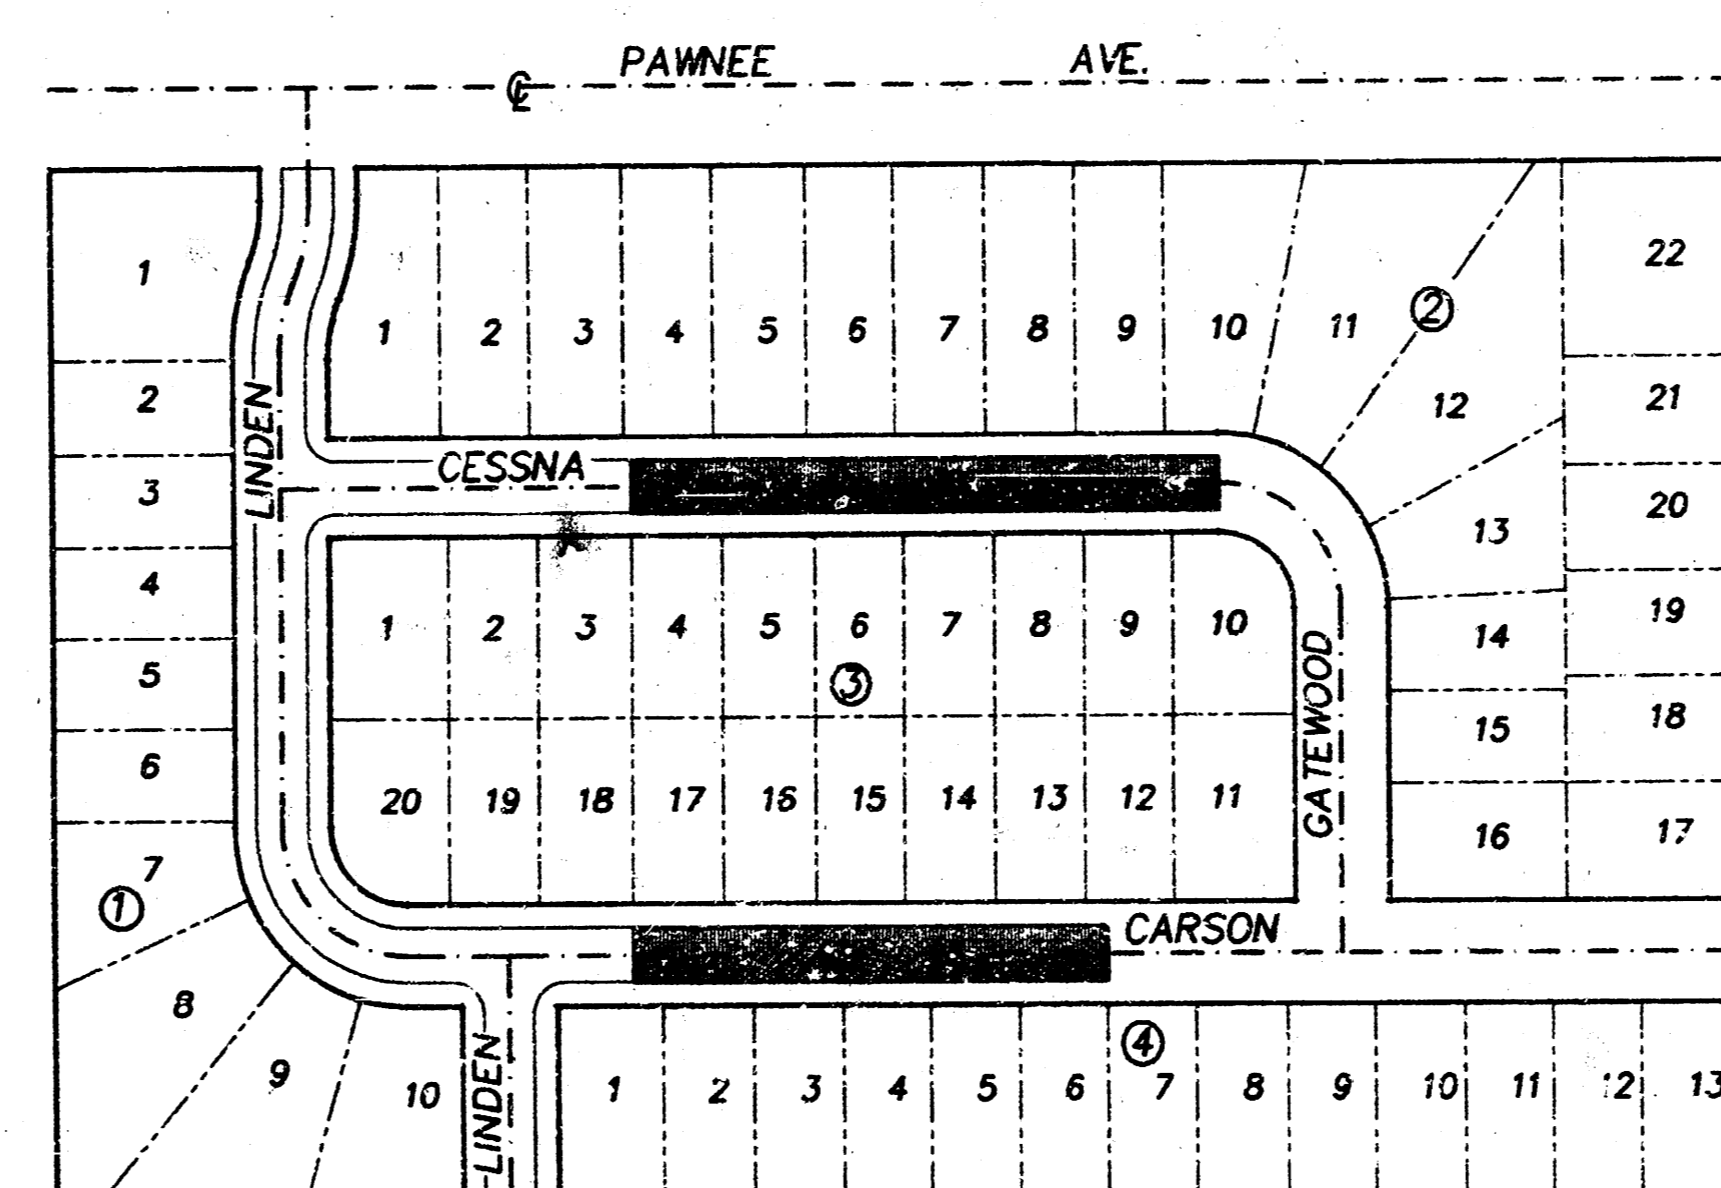 PAWNEE AVE.
℄
1
22
1 2 3 4 5 6 7 8 9 10 11
2
2
12
21
LINDEN
CESSNA
3
20
13
4
1 2 3 4 5 6 7 8 9 10
14
19
5
3
GATEWOOD
15
18
6
20 19 18 17 16 15 14 13 12 11
16
17
7
1
CARSON
8
4
9
10
LINDEN
1 2 3 4 5 6 7 8 9 10 11 12 13